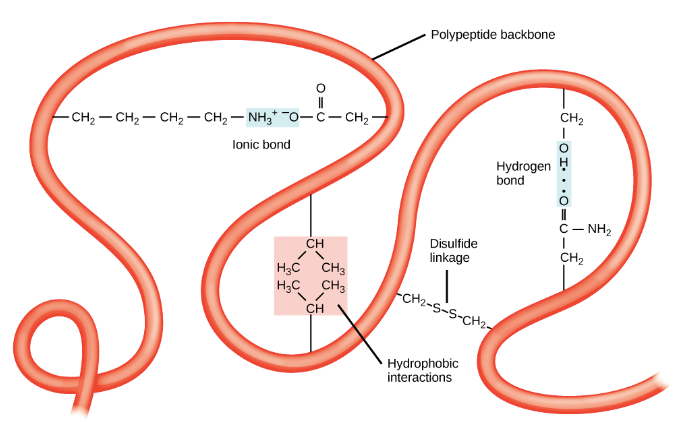 Polypeptide backbone
O
CH₂ — CH₂ — CH₂ — CH₂ — NH₃⁺ ⁻O — C — CH₂
Ionic bond
CH₂
O
H
Hydrogen
bond
O
C — NH₂
CH₂
CH
H₃C CH₃
H₃C CH₃
CH
Disulfide
linkage
CH₂ S S CH₂
Hydrophobic
interactions